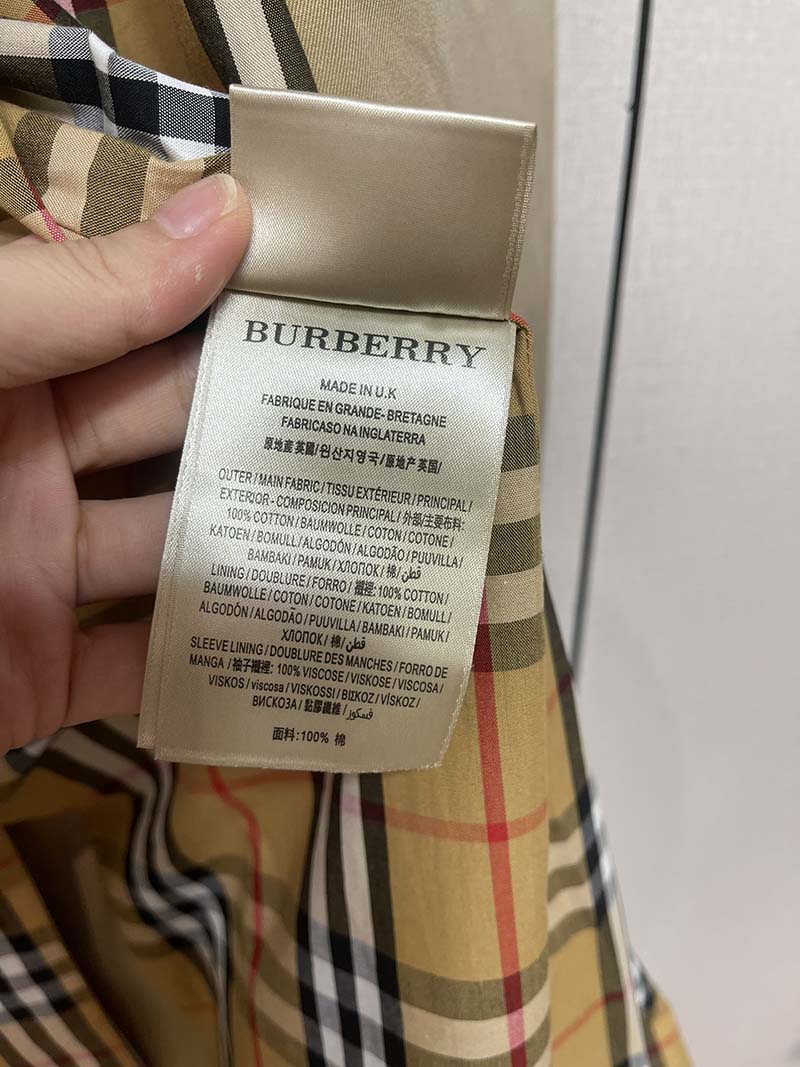 BURBERRY
MADE IN U.K
FABRIQUE EN GRANDE-BRETAGNE
FABRICASO NA INGLATERRA
原地產英國/원산지영국/原地产英国/
OUTER/MAIN FABRIC/TISSU EXTÉRIEUR/PRINCIPAL/
EXTERIOR-COMPOSICION PRINCIPAL/外部/主要布料:
100% COTTON/BAUMWOLLE/COTON/COTONE/
KATOEN/BOMULL/ALGODÓN/ALGODÃO/PUUVILLA/
BAMBAKI/PAMUK/ХЛОПОК/棉/قطن/
LINING/DOUBLURE/FORRO/襯裡: 100% COTTON/
BAUMWOLLE/COTON/COTONE/KATOEN/BOMULL/
ALGODÓN/ALGODÃO/PUUVILLA/BAMBAKI/PAMUK/
ХЛОПОК/棉/قطن/
SLEEVE LINING/DOUBLURE DES MANCHES/FORRO DE
MANGA/袖子襯裡: 100% VISCOSE/VISKOSE/VISCOSA/
VISKOS/viscosa/VISKOSSI/ΒΙΣΚΟΖ/VİSKOZ/
ВИСКОЗА/黏膠纖維/فسكوز/
面料:100% 棉